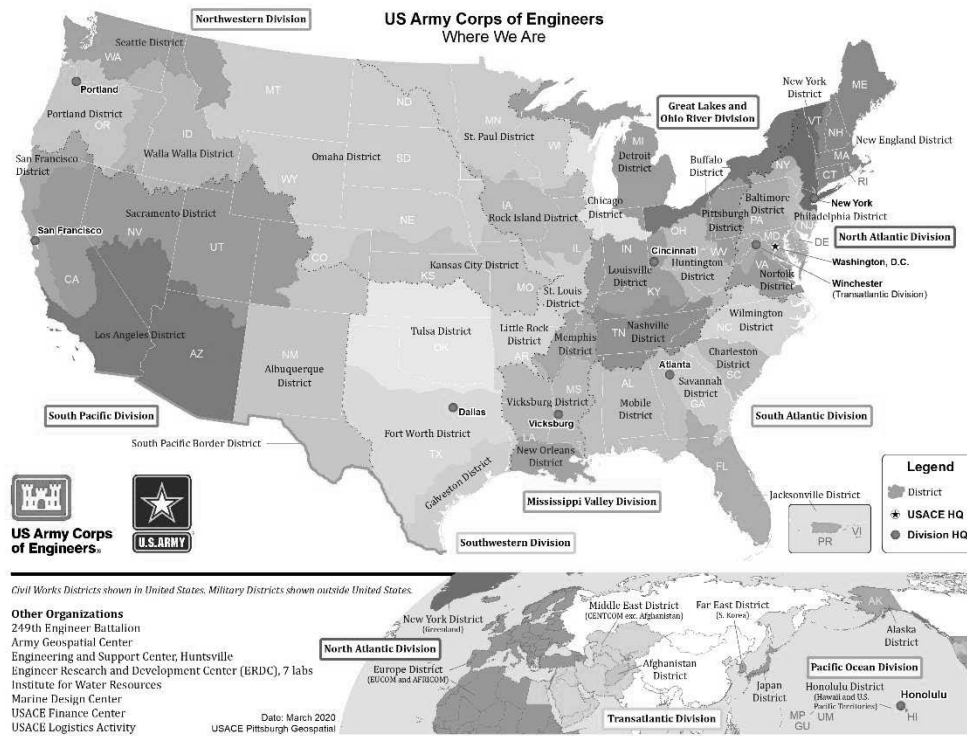 US Army Corps of Engineers
Where We Are
Northwestern Division
Seattle District
WA
Portland
Portland District
OR
MT
ID
Walla Walla District
ND
MN
St. Paul District
WI
Great Lakes and
Ohio River Division
MI
Detroit
District
New York
District
ME
VT
NH
New England District
MA
CT
RI
NY
Buffalo
District
San Francisco
District
Omaha District
SD
WY
Sacramento District
NV
UT
San Francisco
CA
NE
IA
Rock Island District
Chicago
District
IL
IN
OH
Pittsburgh
District
Baltimore
District
PA
New York
Philadelphia District
NJ
North Atlantic Division
DE
MD
Washington, D.C.
Winchester
(Transatlantic Division)
CO
KS
Kansas City District
MO
St. Louis
District
Cincinnati
Louisville
District
Huntington
District
WV
VA
Norfolk
District
KY
Los Angeles District
AZ
NM
Albuquerque
District
Tulsa District
OK
Little Rock
District
AR
Memphis
District
TN
Nashville
District
Wilmington
District
NC
Charleston
District
SC
Atlanta
Savannah
District
GA
AL
Mobile
District
MS
Vicksburg District
Vicksburg
Dallas
Fort Worth District
TX
LA
New Orleans
District
FL
South Pacific Division
South Pacific Border District
South Atlantic Division
Galveston District
Mississippi Valley Division
Southwestern Division
Jacksonville District
PR
VI
Legend
District
USACE HQ
Division HQ
US Army Corps
of Engineers®
U.S.ARMY
Civil Works Districts shown in United States. Military Districts shown outside United States.
Other Organizations
249th Engineer Battalion
Army Geospatial Center
Engineering and Support Center, Huntsville
Engineer Research and Development Center (ERDC), 7 labs
Institute for Water Resources
Marine Design Center
USACE Finance Center
USACE Logistics Activity
Date: March 2020
USACE Pittsburgh Geospatial
New York District
(Greenland)
North Atlantic Division
Europe District
(EUCOM and AFRICOM)
Middle East District
(CENTCOM exc. Afghanistan)
Afghanistan
District
Transatlantic Division
Far East District
(S. Korea)
Japan
District
AK
Alaska
District
Pacific Ocean Division
Honolulu District
(Hawaii and U.S.
Pacific Territories)
Honolulu
HI
MP
GU
UM